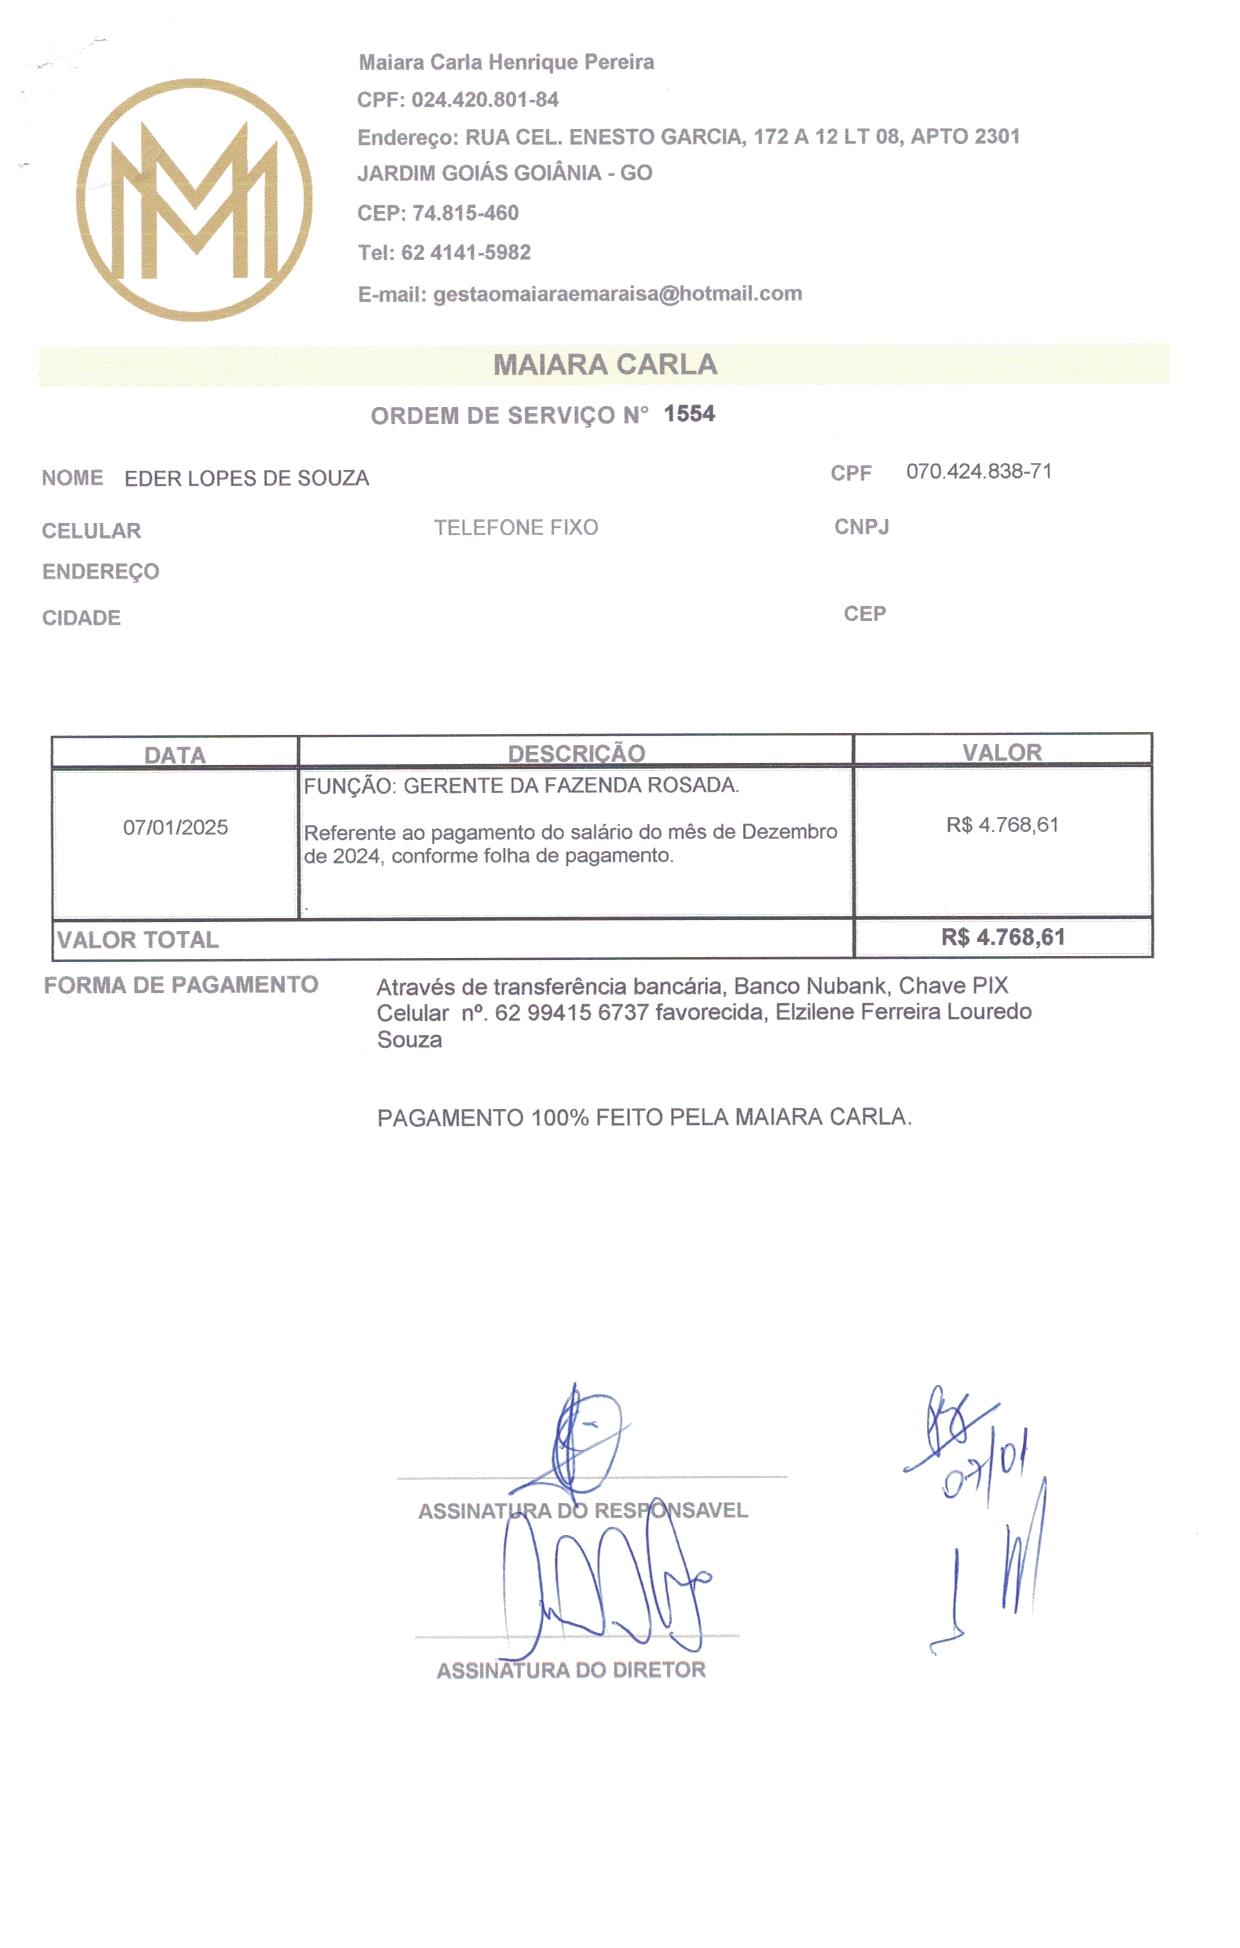 Maiara Carla Henrique Pereira
CPF: 024.420.801-84
Endereço: RUA CEL. ENESTO GARCIA, 172 A 12 LT 08, APTO 2301
JARDIM GOIÁS GOIÂNIA - GO
CEP: 74.815-460
Tel: 62 4141-5982
E-mail: gestaomaiaraemaraisa@hotmail.com
MAIARA CARLA
ORDEM DE SERVIÇO N° 1554
NOME EDER LOPES DE SOUZA CPF 070.424.838-71
CELULAR TELEFONE FIXO CNPJ
ENDEREÇO
CIDADE CEP
DATA DESCRIÇÃO VALOR
FUNÇÃO: GERENTE DA FAZENDA ROSADA.
07/01/2025 Referente ao pagamento do salário do mês de Dezembro R$ 4.768,61
de 2024, conforme folha de pagamento.
.
VALOR TOTAL R$ 4.768,61
FORMA DE PAGAMENTO Através de transferência bancária, Banco Nubank, Chave PIX
Celular nº. 62 99415 6737 favorecida, Elzilene Ferreira Louredo
Souza
PAGAMENTO 100% FEITO PELA MAIARA CARLA.
07/01
ASSINATURA DO RESPONSAVEL
ASSINATURA DO DIRETOR